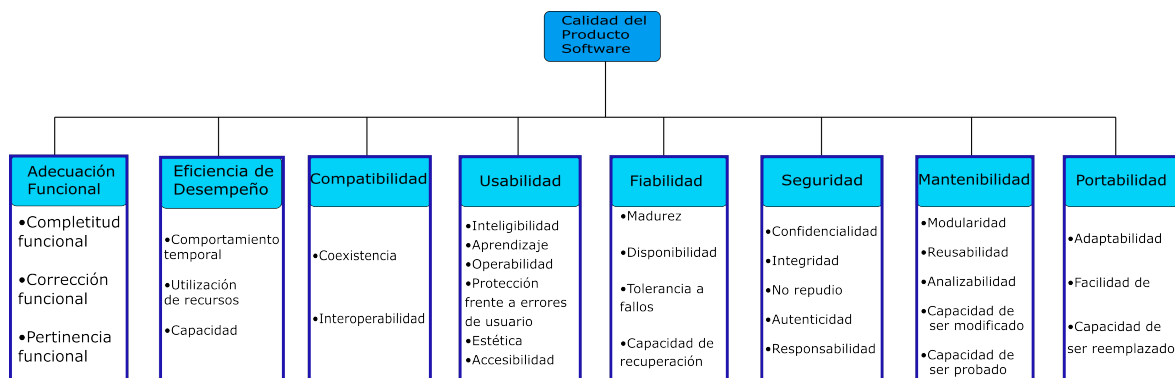 Calidad del
Producto
Software
Adecuación
Funcional
•Completitud
funcional
•Corrección
funcional
•Pertinencia
funcional
Eficiencia de
Desempeño
•Comportamiento
temporal
•Utilización
de recursos
•Capacidad
Compatibilidad
•Coexistencia
•Interoperabilidad
Usabilidad
•Inteligibilidad
•Aprendizaje
•Operabilidad
•Protección
frente a errores
de usuario
•Estética
•Accesibilidad
Fiabilidad
•Madurez
•Disponibilidad
•Tolerancia a
fallos
•Capacidad de
recuperación
Seguridad
•Confidencialidad
•Integridad
•No repudio
•Autenticidad
•Responsabilidad
Mantenibilidad
•Modularidad
•Reusabilidad
•Analizabilidad
•Capacidad de
ser modificado
•Capacidad de
ser probado
Portabilidad
•Adaptabilidad
•Facilidad de
•Capacidad de
ser reemplazado